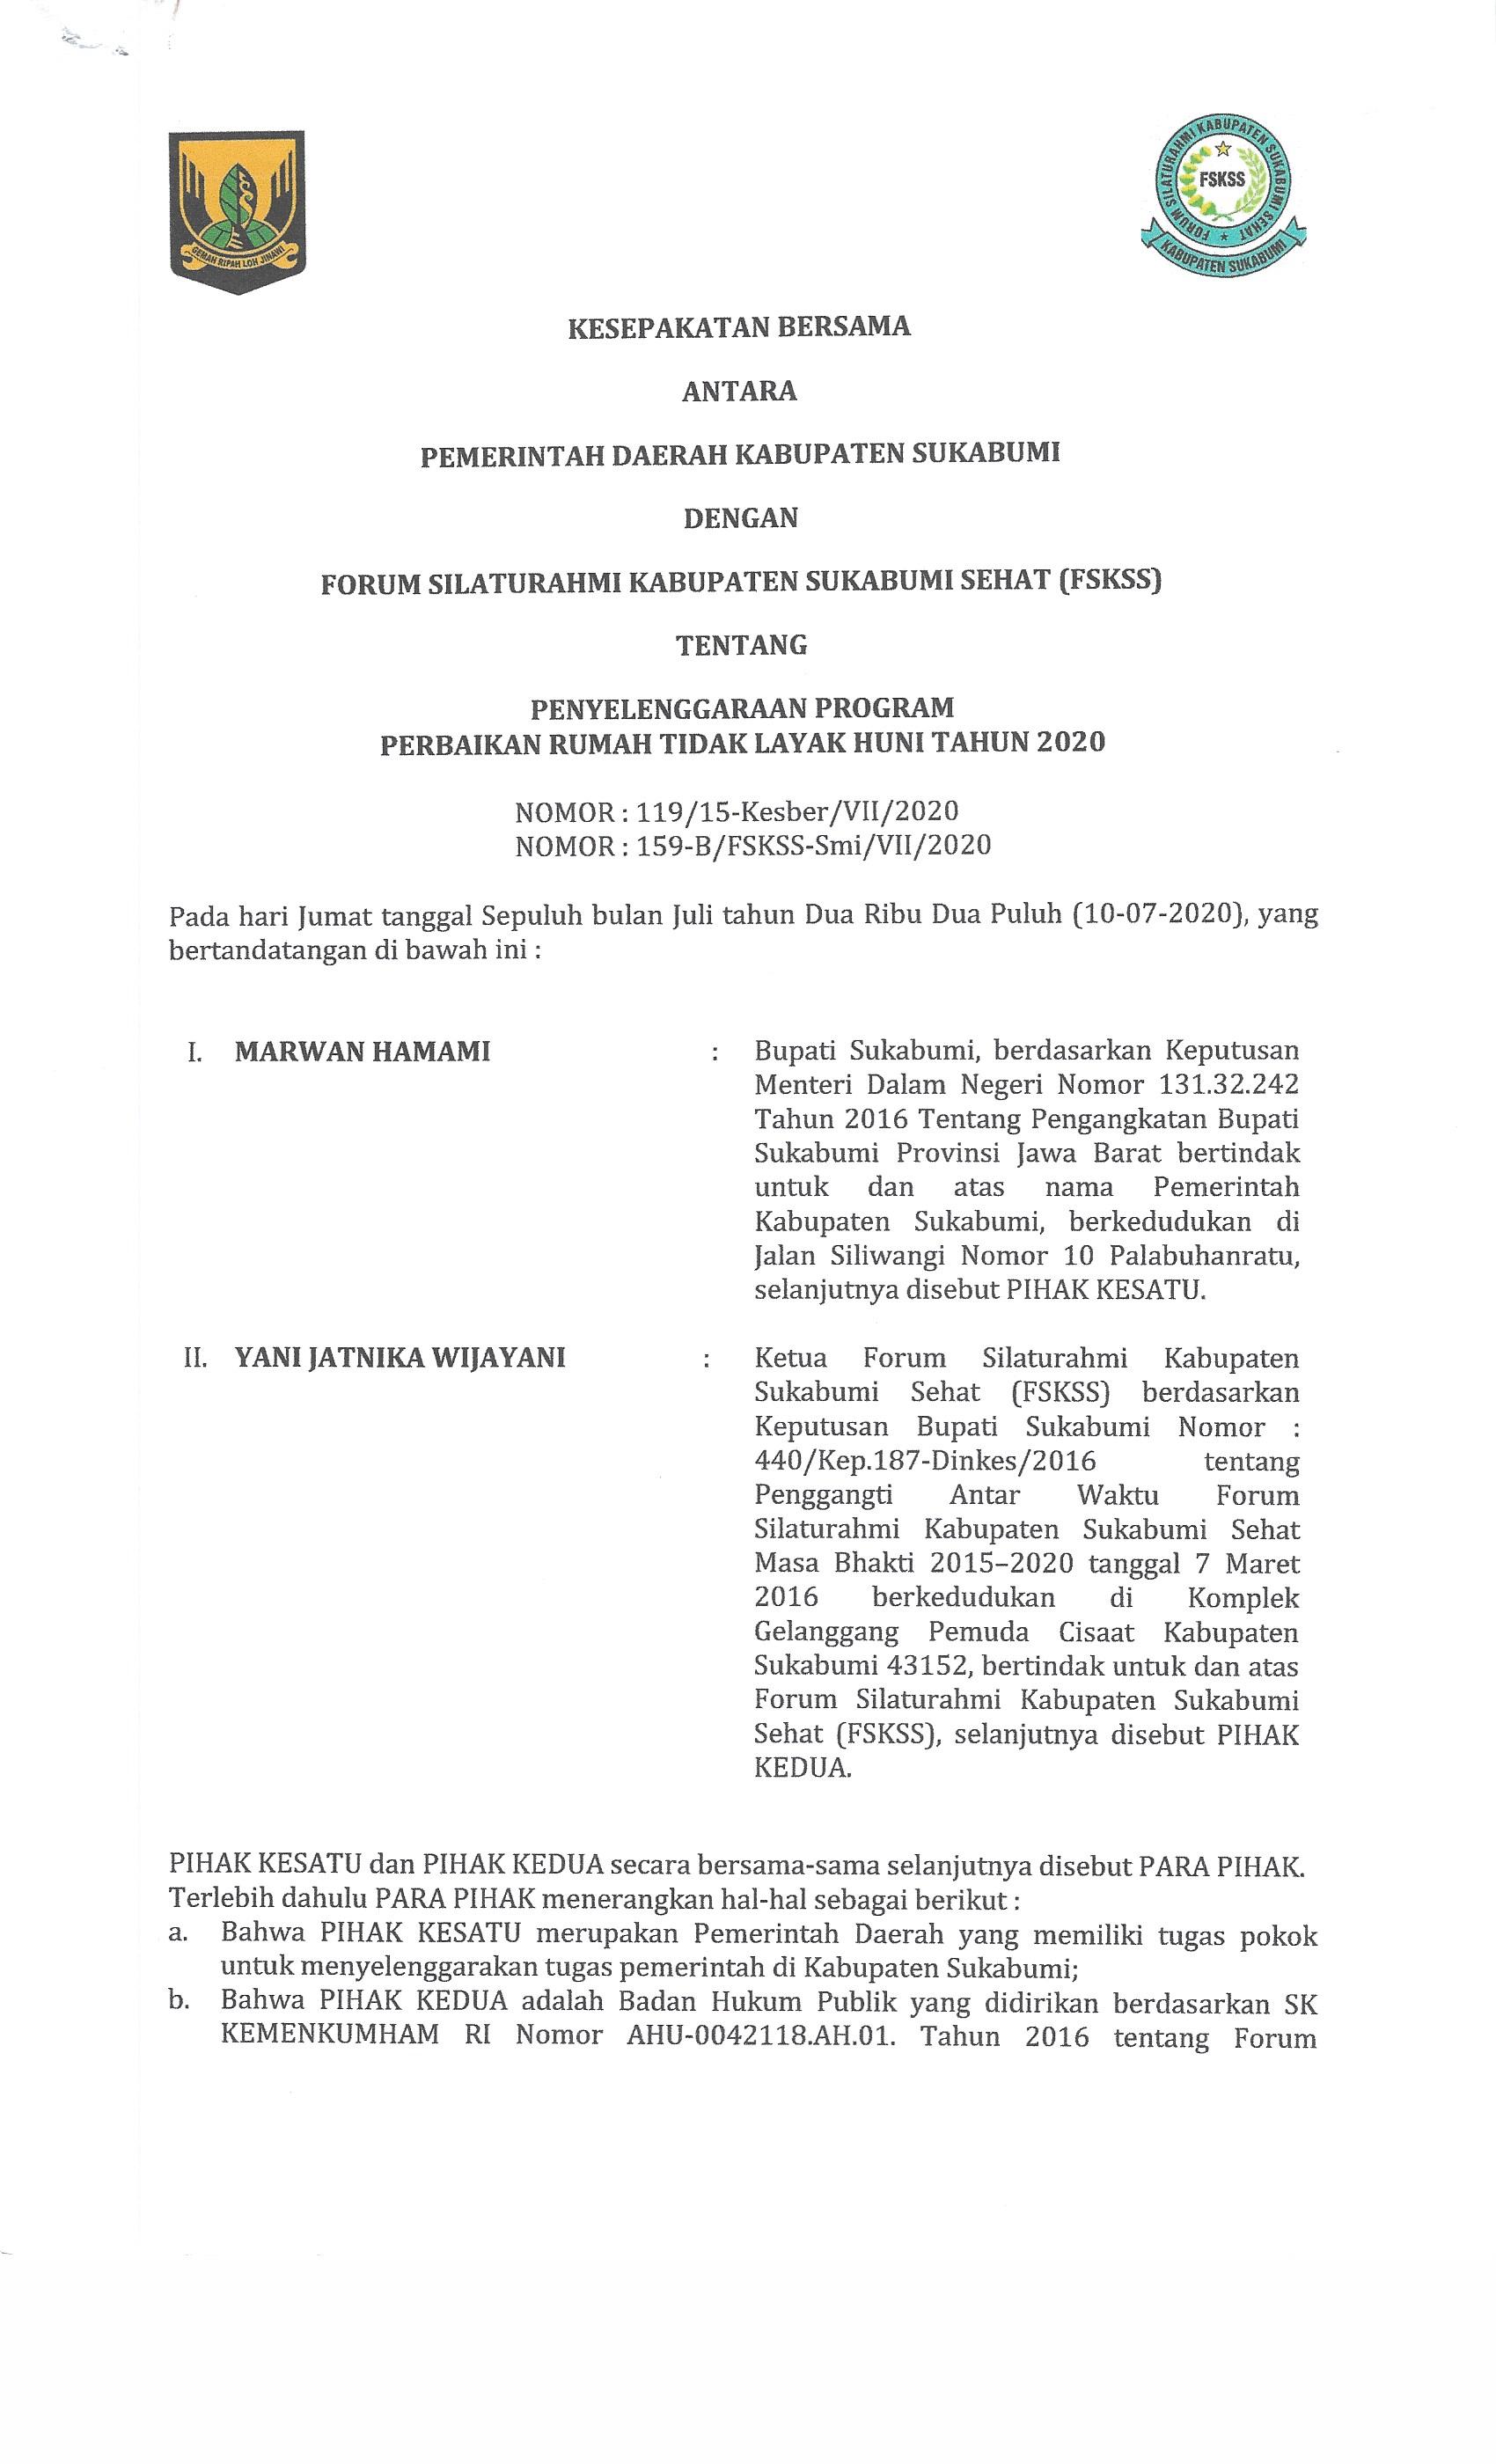 GEMAH RIPAH LOH JINAWI
FORUM SILATURAHMI KABUPATEN SUKABUMI SEHAT
FSKSS
KABUPATEN SUKABUMI
KESEPAKATAN BERSAMA
ANTARA
PEMERINTAH DAERAH KABUPATEN SUKABUMI
DENGAN
FORUM SILATURAHMI KABUPATEN SUKABUMI SEHAT (FSKSS)
TENTANG
PENYELENGGARAAN PROGRAM
PERBAIKAN RUMAH TIDAK LAYAK HUNI TAHUN 2020
NOMOR : 119/15-Kesber/VII/2020
NOMOR : 159-B/FSKSS-Smi/VII/2020
Pada hari Jumat tanggal Sepuluh bulan Juli tahun Dua Ribu Dua Puluh (10-07-2020), yang
bertandatangan di bawah ini :
I. MARWAN HAMAMI : Bupati Sukabumi, berdasarkan Keputusan
Menteri Dalam Negeri Nomor 131.32.242
Tahun 2016 Tentang Pengangkatan Bupati
Sukabumi Provinsi Jawa Barat bertindak
untuk dan atas nama Pemerintah
Kabupaten Sukabumi, berkedudukan di
Jalan Siliwangi Nomor 10 Palabuhanratu,
selanjutnya disebut PIHAK KESATU.
II. YANI JATNIKA WIJAYANI : Ketua Forum Silaturahmi Kabupaten
Sukabumi Sehat (FSKSS) berdasarkan
Keputusan Bupati Sukabumi Nomor :
440/Kep.187-Dinkes/2016 tentang
Penggangti Antar Waktu Forum
Silaturahmi Kabupaten Sukabumi Sehat
Masa Bhakti 2015–2020 tanggal 7 Maret
2016 berkedudukan di Komplek
Gelanggang Pemuda Cisaat Kabupaten
Sukabumi 43152, bertindak untuk dan atas
Forum Silaturahmi Kabupaten Sukabumi
Sehat (FSKSS), selanjutnya disebut PIHAK
KEDUA.
PIHAK KESATU dan PIHAK KEDUA secara bersama-sama selanjutnya disebut PARA PIHAK.
Terlebih dahulu PARA PIHAK menerangkan hal-hal sebagai berikut :
a. Bahwa PIHAK KESATU merupakan Pemerintah Daerah yang memiliki tugas pokok
untuk menyelenggarakan tugas pemerintah di Kabupaten Sukabumi;
b. Bahwa PIHAK KEDUA adalah Badan Hukum Publik yang didirikan berdasarkan SK
KEMENKUMHAM RI Nomor AHU-0042118.AH.01. Tahun 2016 tentang Forum